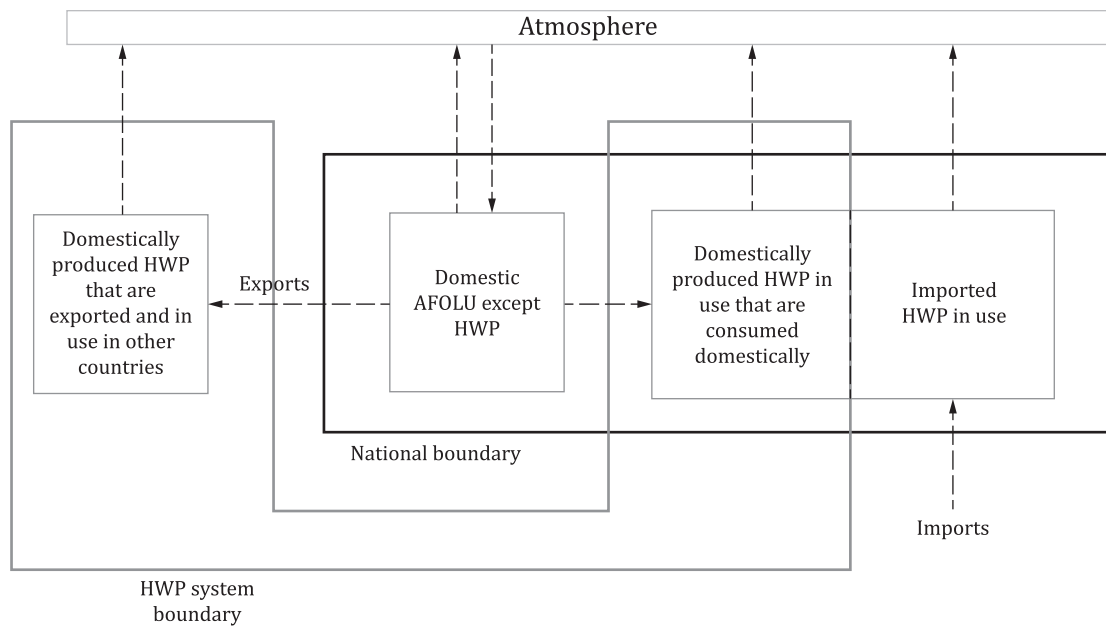 Atmosphere
Domestically
produced HWP
that are
exported and in
use in other
countries
Exports
Domestic
AFOLU except
HWP
Domestically
produced HWP in
use that are
consumed
domestically
Imported
HWP in use
National boundary
Imports
HWP system
boundary